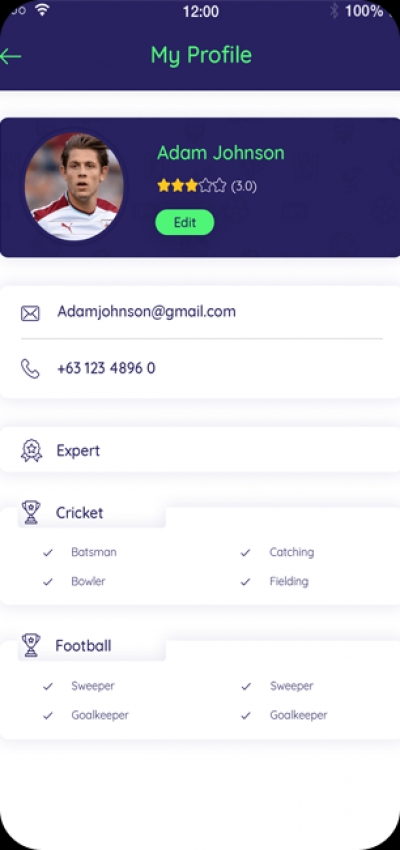 12:00
100%
My Profile
Adam Johnson
(3.0)
Edit
Adamjohnson@gmail.com
+63 123 4896 0
Expert
Cricket
Batsman Catching
Bowler Fielding
Football
Sweeper Sweeper
Goalkeeper Goalkeeper